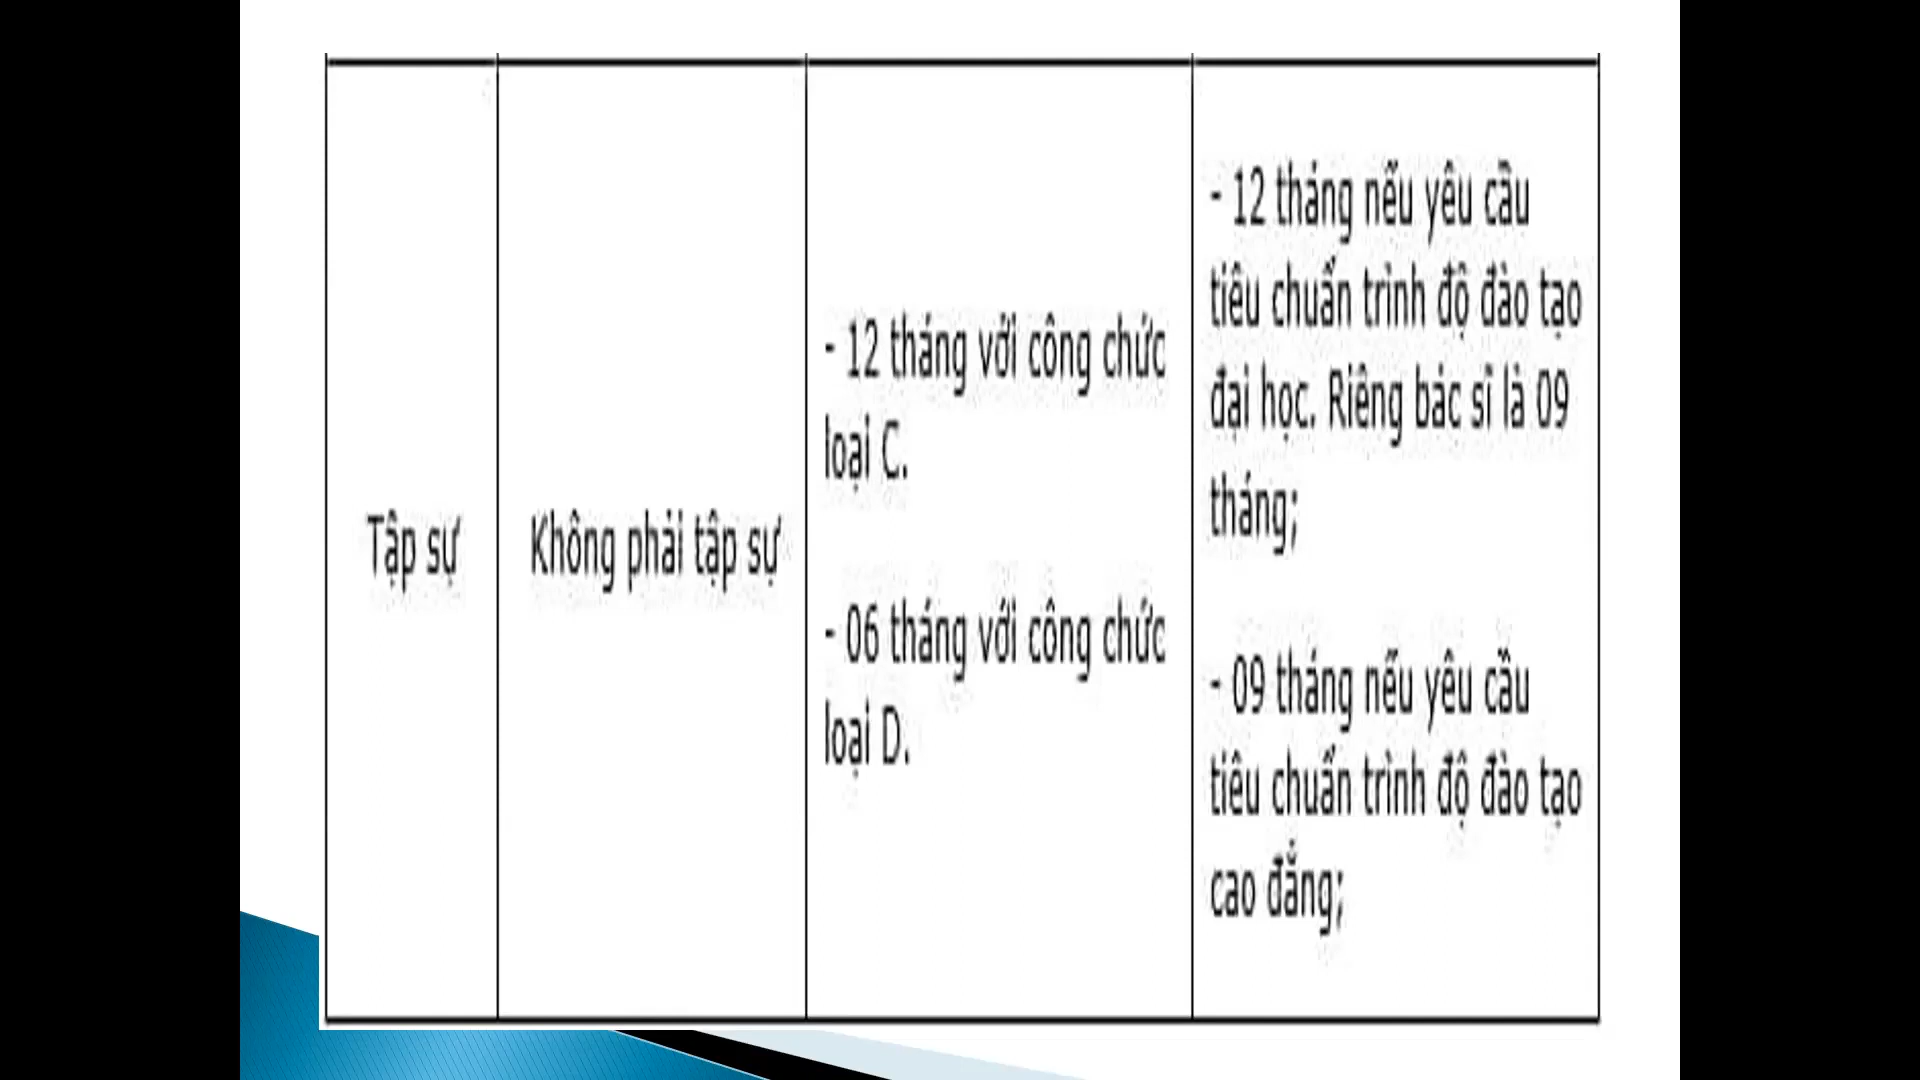 Tập sự
Không phải tập sự
- 12 tháng với công chức
loại C.
- 06 tháng với công chức
loại D.
- 12 tháng nếu yêu cầu
tiêu chuẩn trình độ đào tạo
đại học. Riêng bác sĩ là 09
tháng;
- 09 tháng nếu yêu cầu
tiêu chuẩn trình độ đào tạo
cao đẳng;